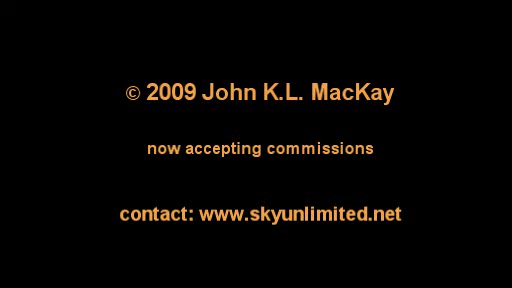 © 2009 John K.L. MacKay
now accepting commissions
contact: www.skyunlimited.net